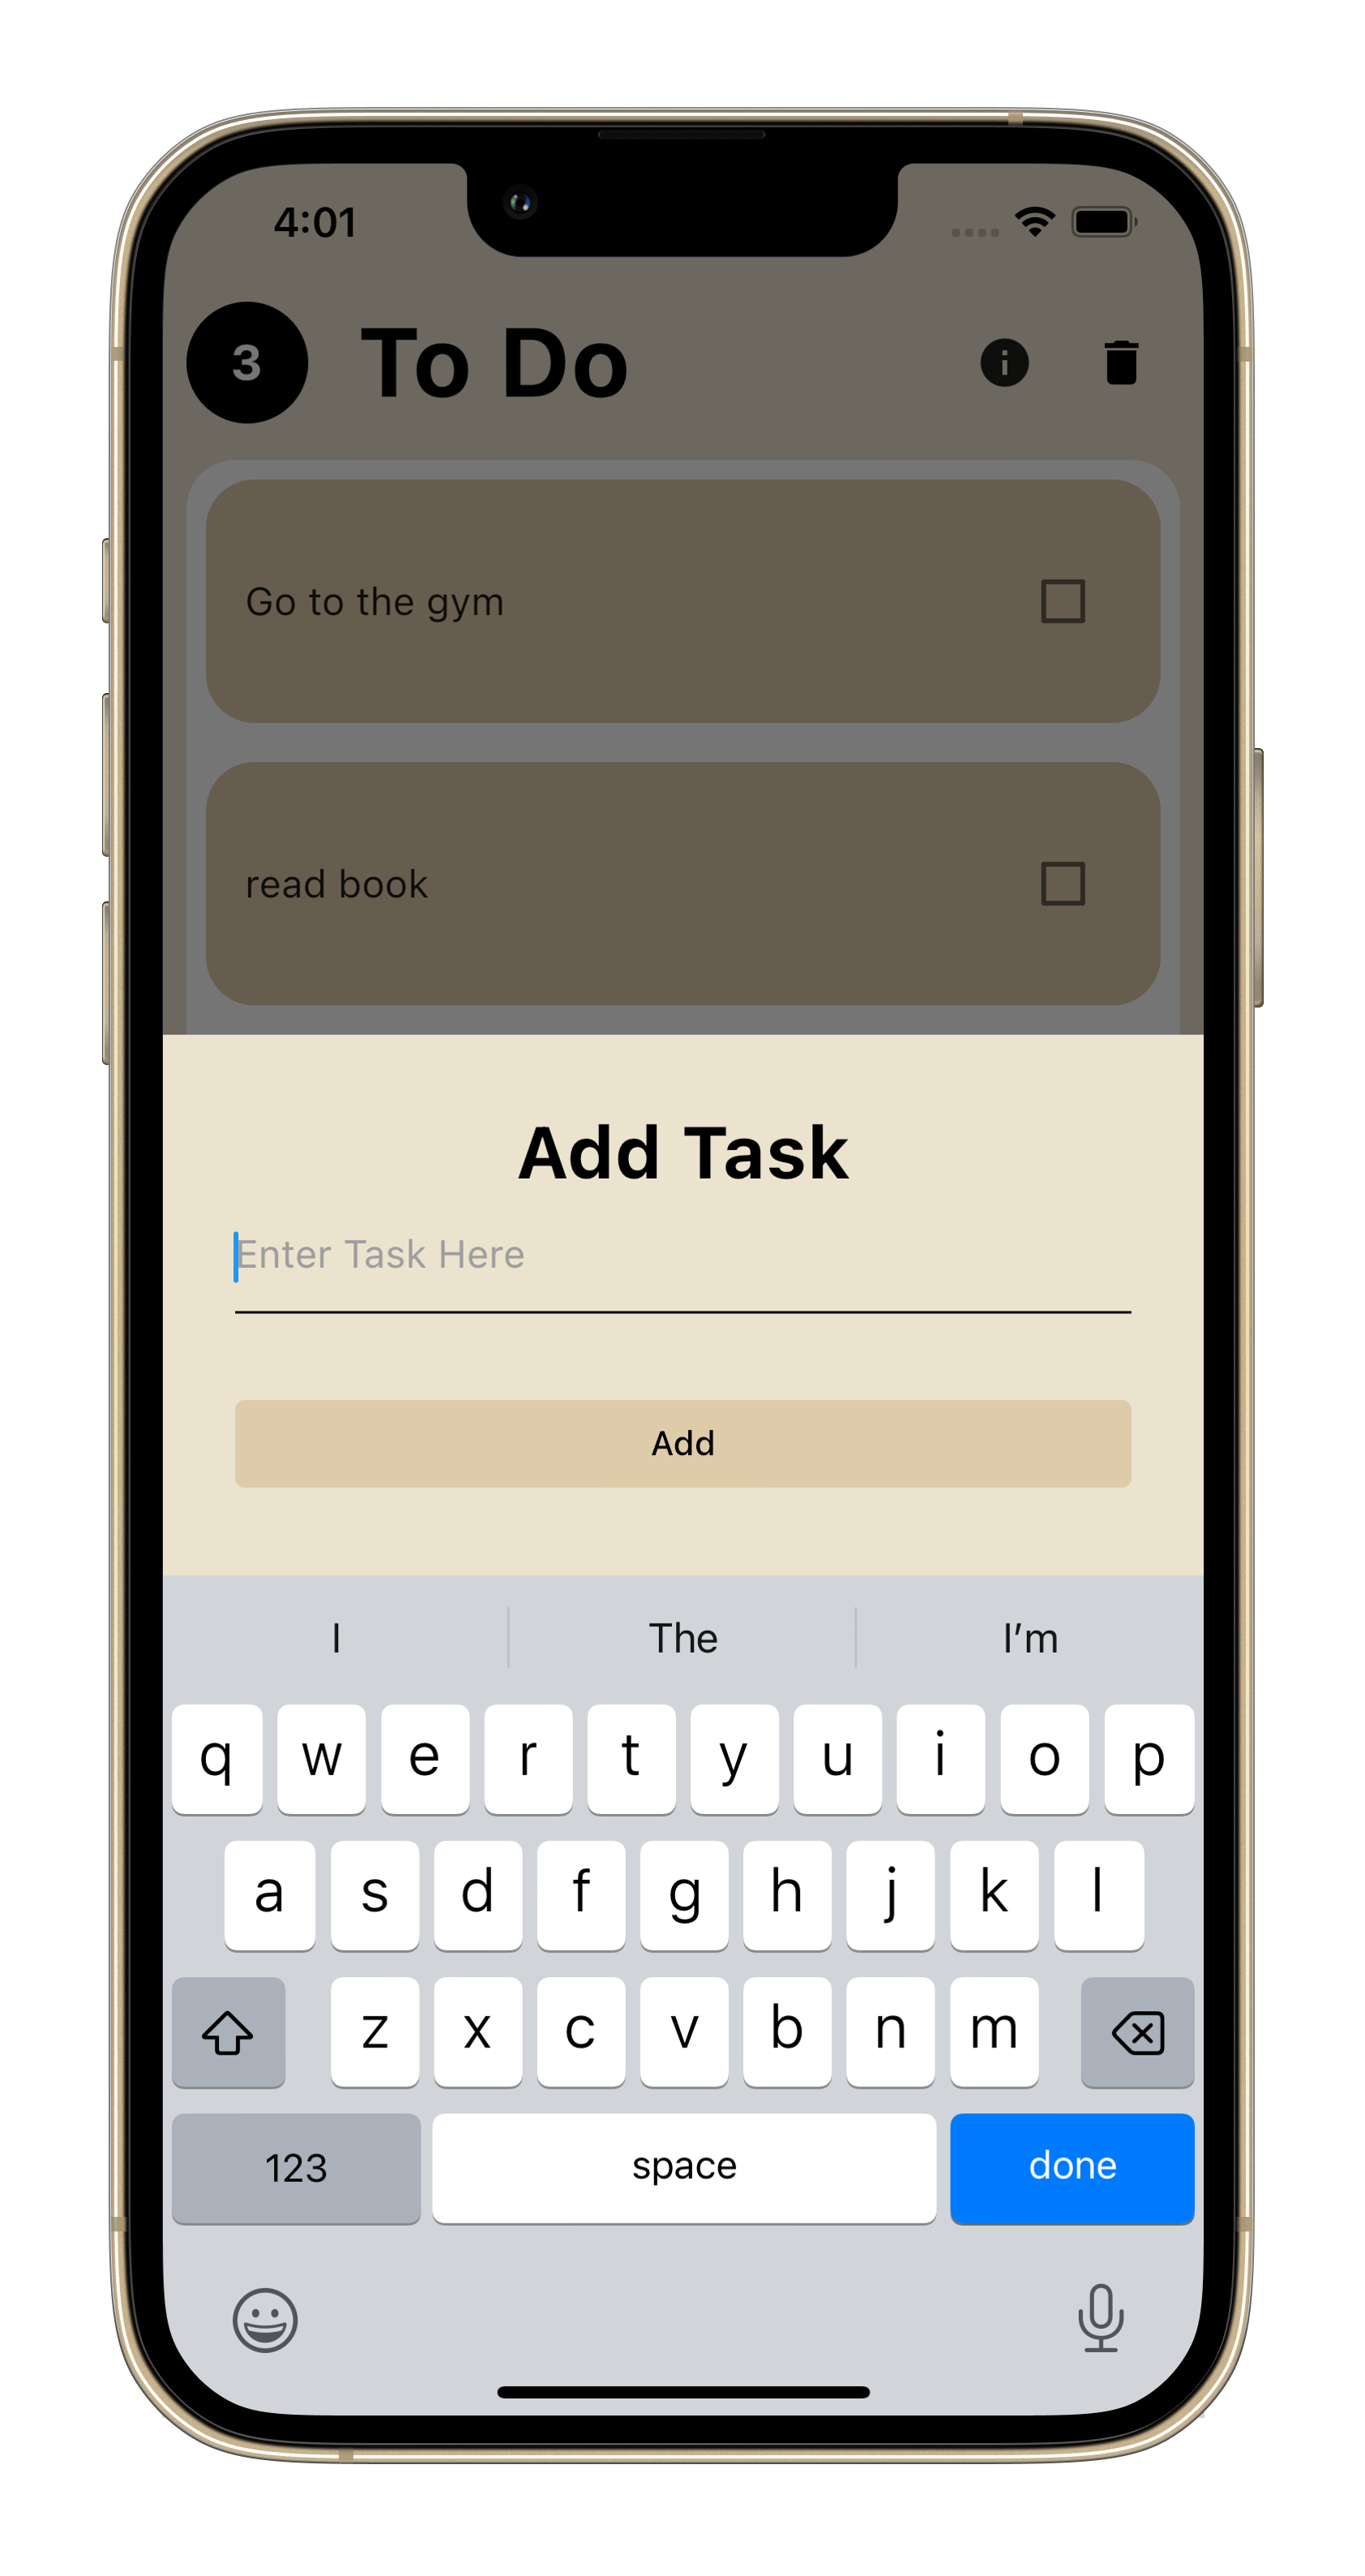 4:01
3 To Do
Go to the gym
read book
Add Task
Enter Task Here
Add
I The I’m
q w e r t y u i o p
a s d f g h j k l
z x c v b n m
123 space done